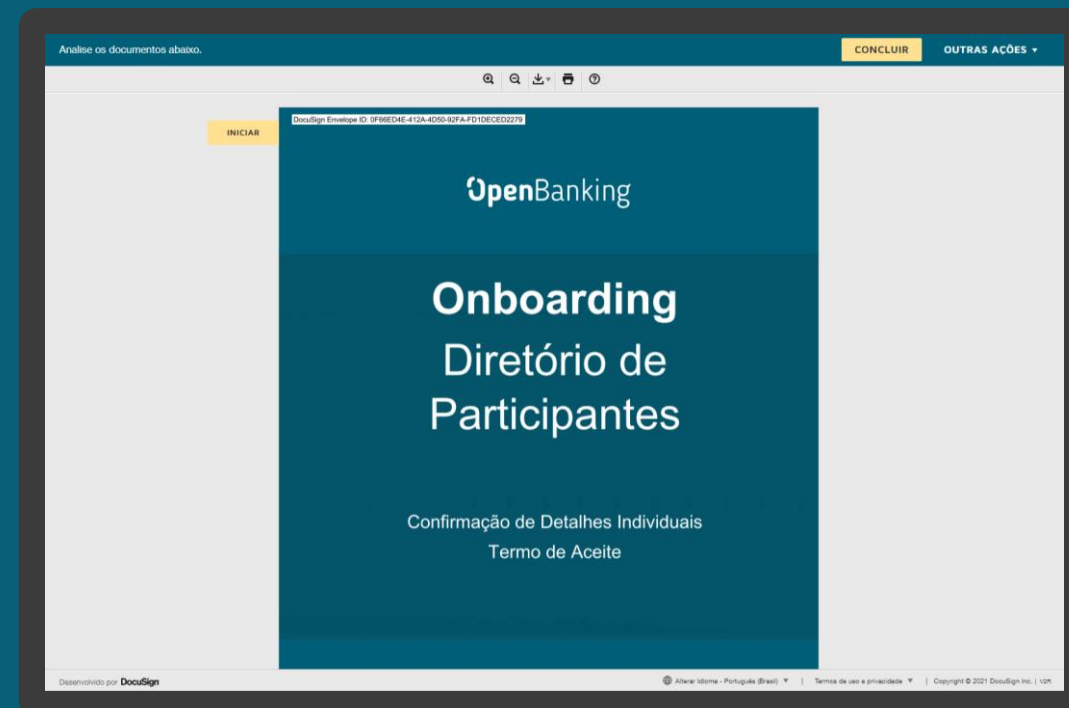 Analise os documentos abaixo.
CONCLUIR
OUTRAS AÇÕES
INICIAR
DocuSign Envelope ID: 0F66ED4E-412A-4D50-92FA-FD1DECED2279
OpenBanking
Onboarding
Diretório de
Participantes
Confirmação de Detalhes Individuais
Termo de Aceite
Desenvolvido por DocuSign
Alterar Idioma - Português (Brasil) | Termos de uso e privacidade | Copyright © 2021 DocuSign Inc. | V2R